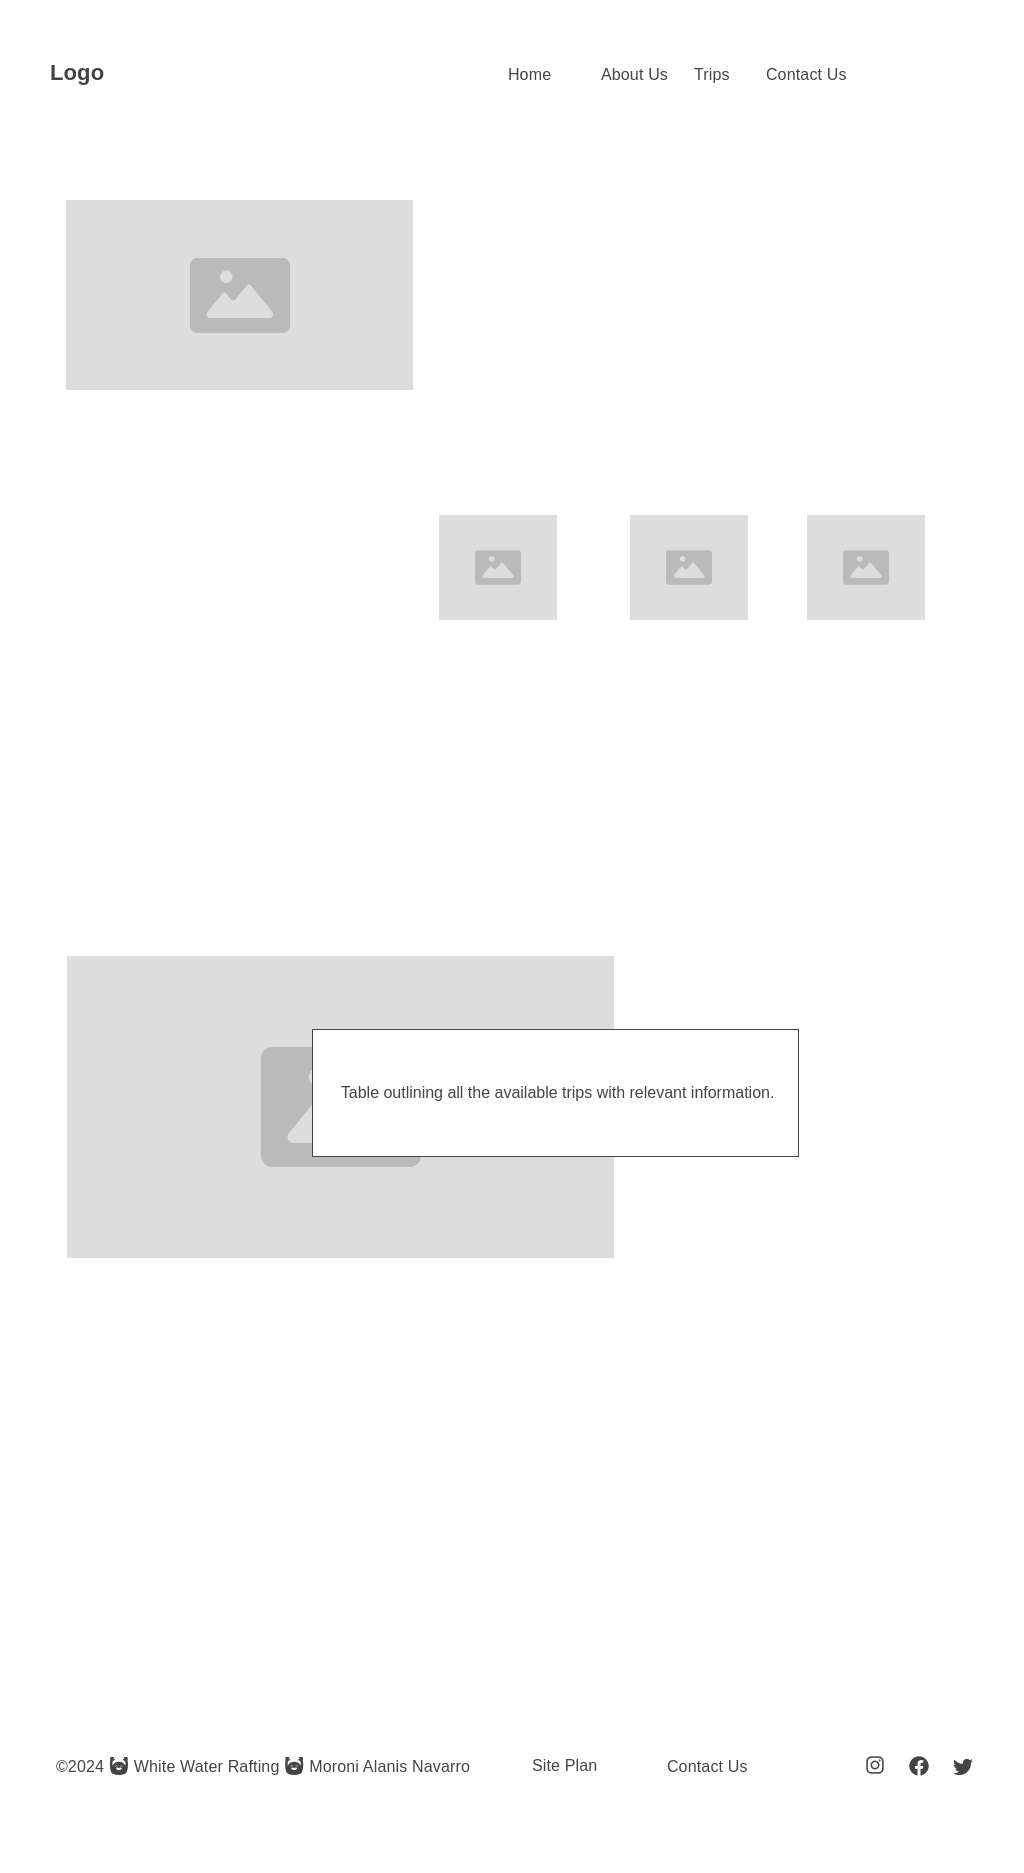 Logo
Home About Us Trips Contact Us
Table outlining all the available trips with relevant information.
©2024 White Water Rafting Moroni Alanis Navarro Site Plan Contact Us